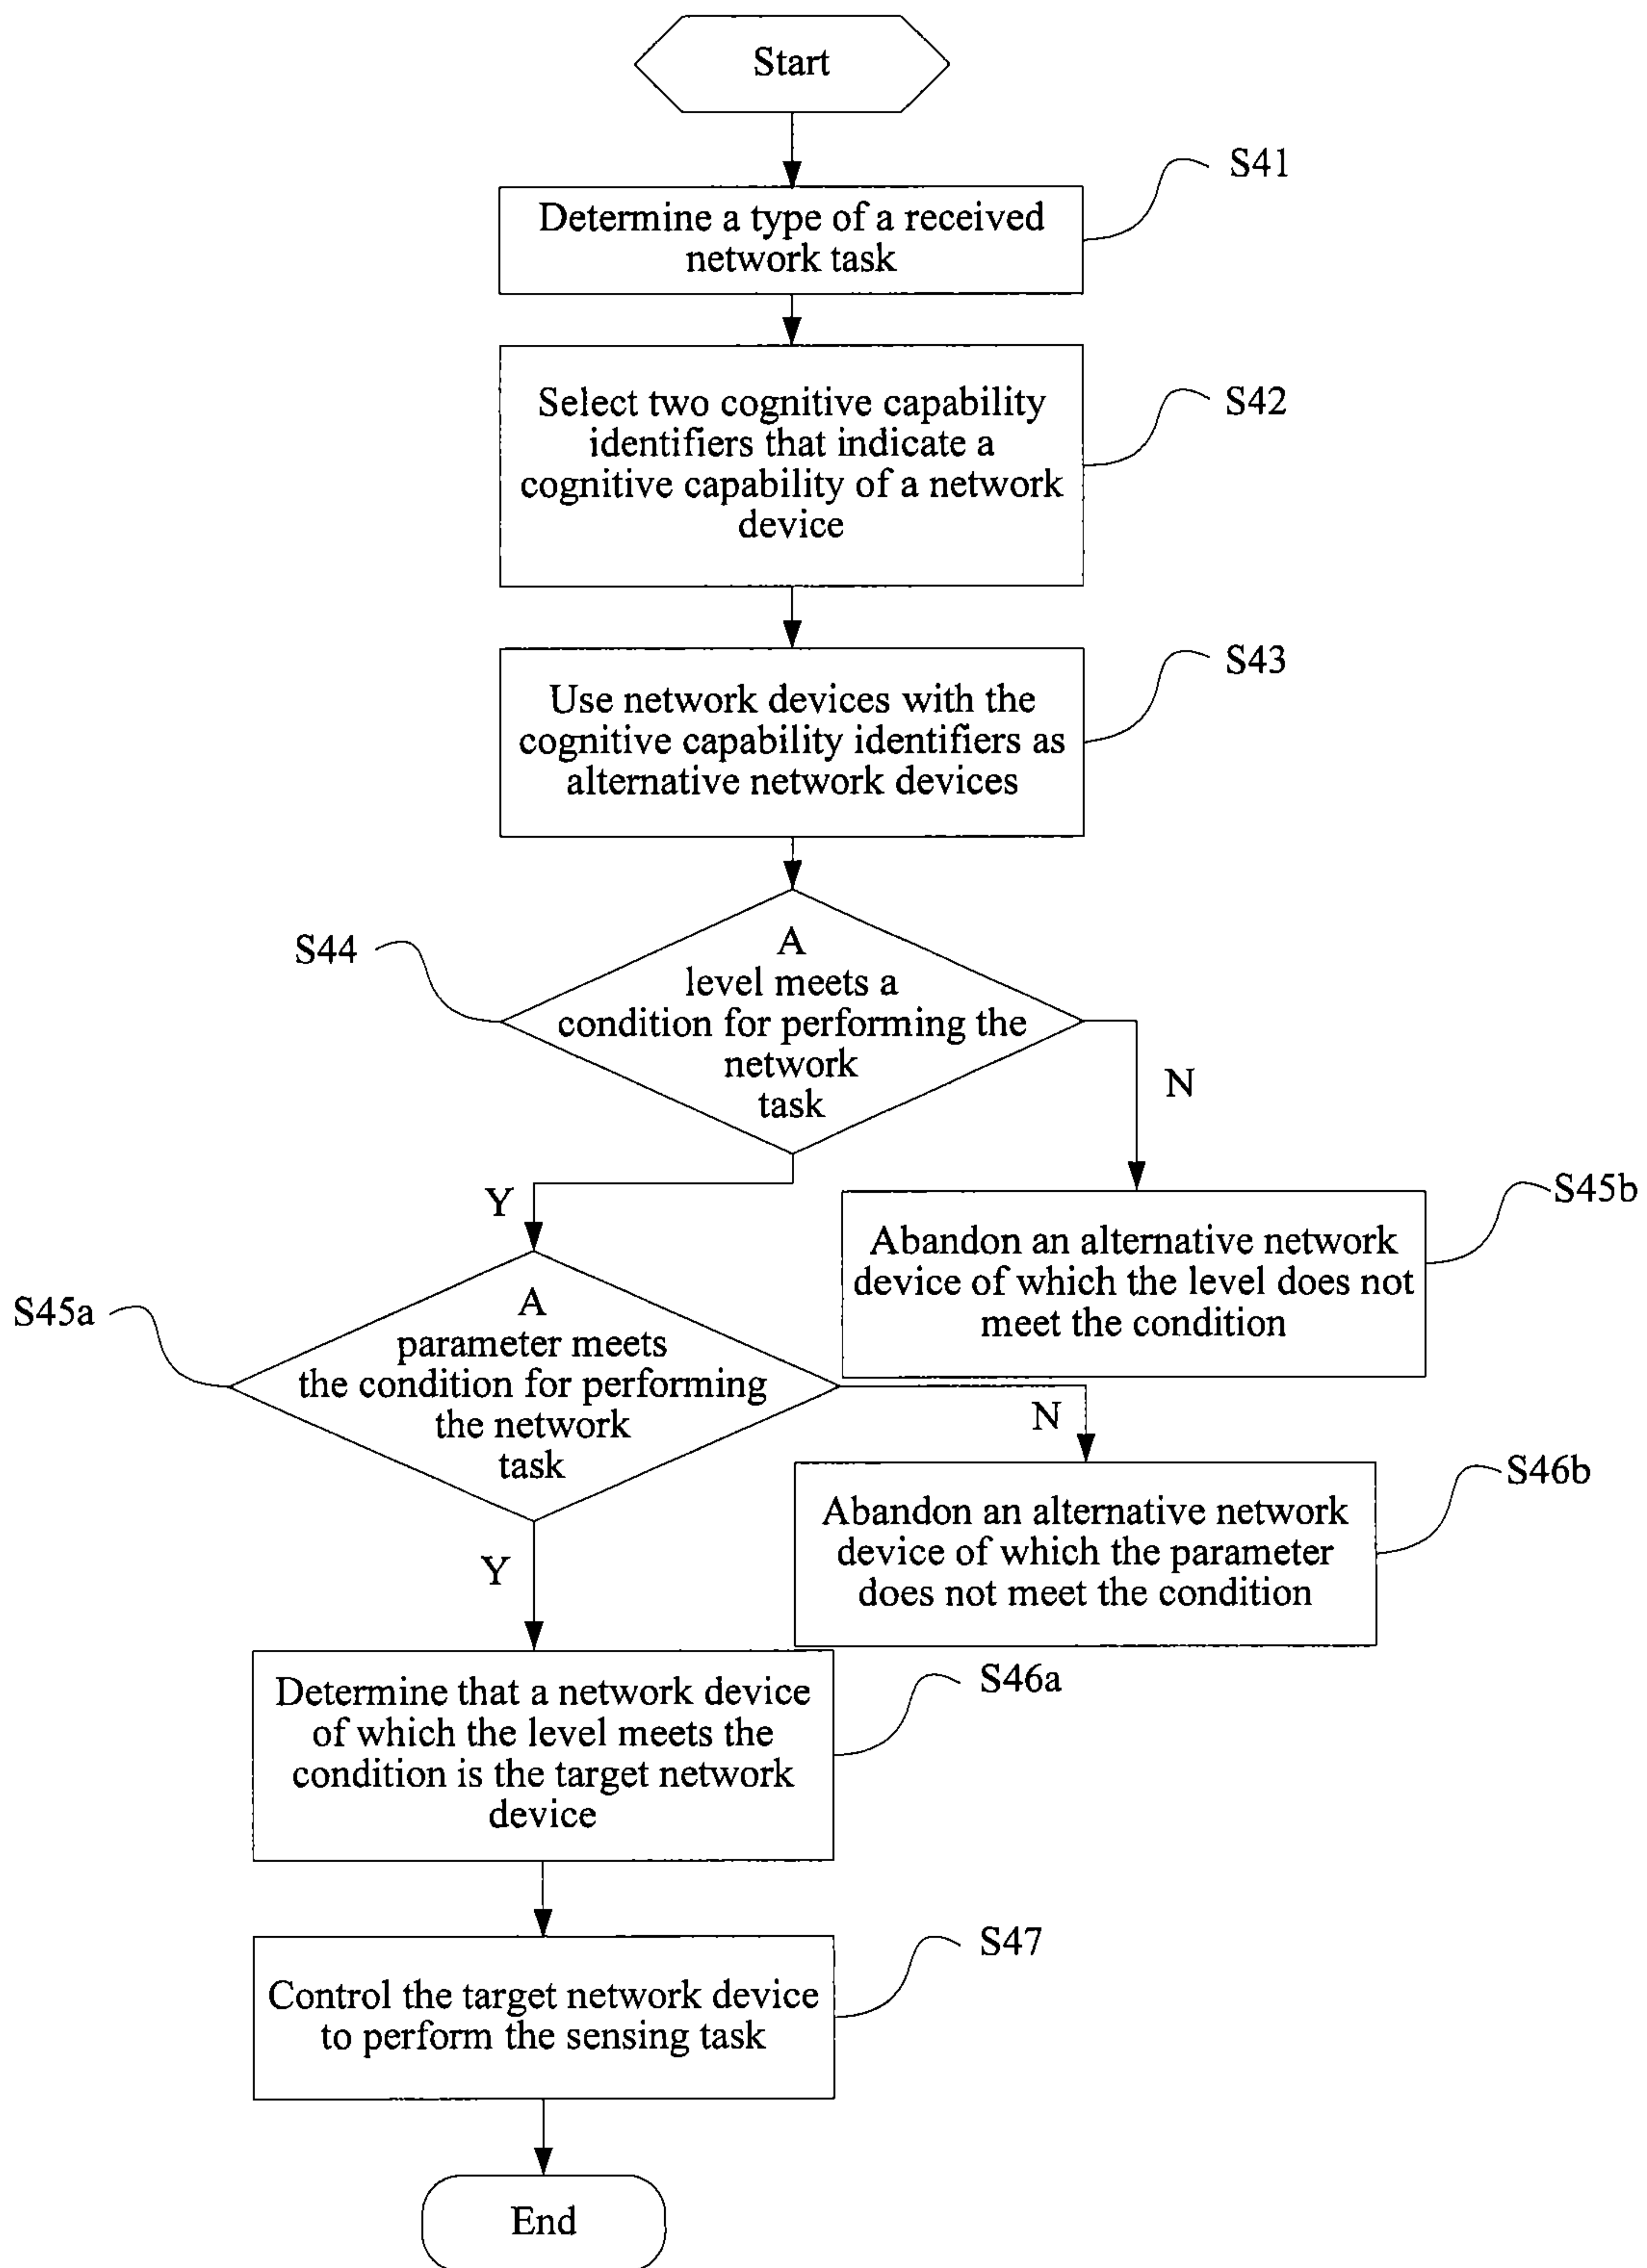 Start
S41
Determine a type of a received
network task
S42
Select two cognitive capability
identifiers that indicate a
cognitive capability of a network
device
S43
Use network devices with the
cognitive capability identifiers as
alternative network devices
S44
A
level meets a
condition for performing the
network
task
N
Y
S45b
Abandon an alternative network
device of which the level does not
meet the condition
S45a
A
parameter meets
the condition for performing
the network
task
N
Y
S46b
Abandon an alternative network
device of which the parameter
does not meet the condition
S46a
Determine that a network device
of which the level meets the
condition is the target network
device
S47
Control the target network device
to perform the sensing task
End